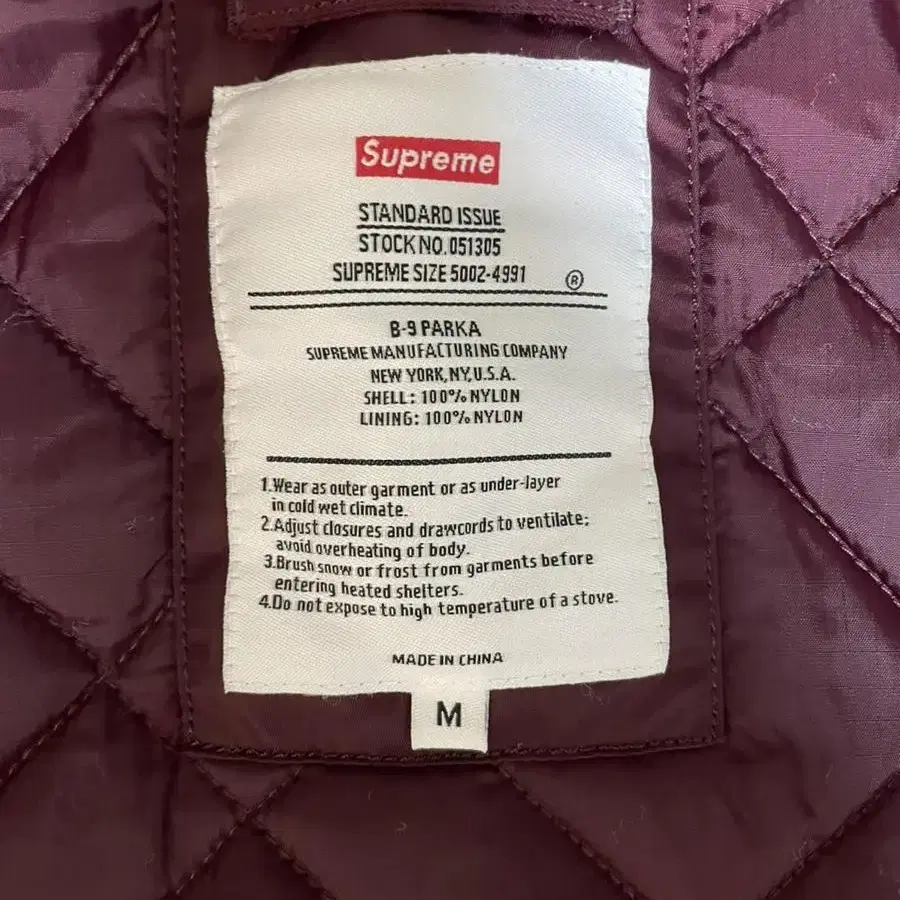 Supreme
STANDARD ISSUE
STOCK NO. 051305
SUPREME SIZE 5002-4991 ®
B-9 PARKA
SUPREME MANUFACTURING COMPANY
NEW YORK, NY, U.S.A.
SHELL: 100% NYLON
LINING: 100% NYLON
1.Wear as outer garment or as under-layer
in cold wet climate.
2.Adjust closures and drawcords to ventilate;
avoid overheating of body.
3.Brush snow or frost from garments before
entering heated shelters.
4.Do not expose to high temperature of a stove.
MADE IN CHINA
M